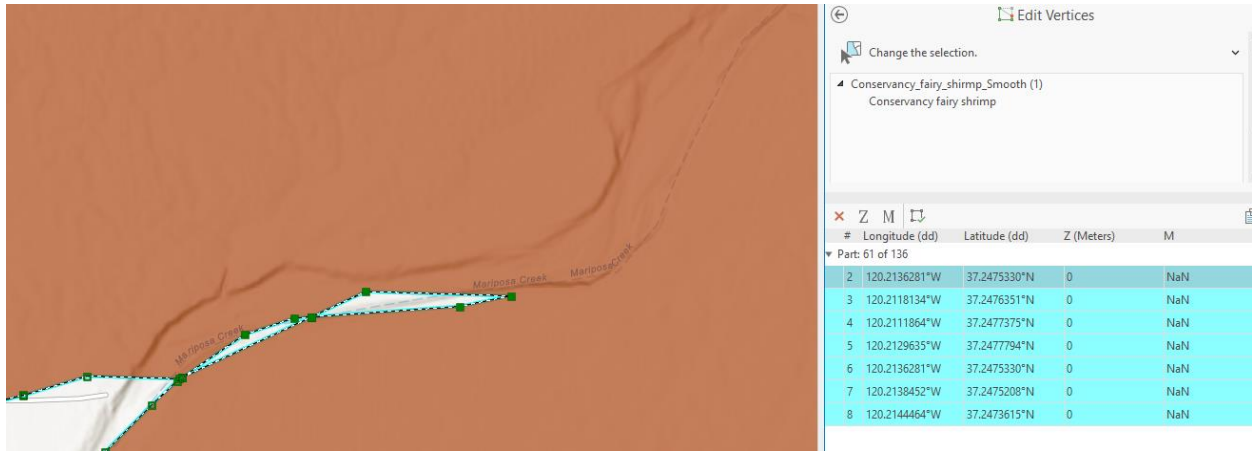 Edit Vertices
Change the selection.
Conservancy_fairy_shirmp_Smooth (1)
Conservancy fairy shrimp
Z M
# Longitude (dd) Latitude (dd) Z (Meters) M
Part: 61 of 136
2 120.2136281°W 37.2475330°N 0 NaN
3 120.2118134°W 37.2476351°N 0 NaN
4 120.2111864°W 37.2477375°N 0 NaN
5 120.2129635°W 37.2477794°N 0 NaN
6 120.2136281°W 37.2475330°N 0 NaN
7 120.2138452°W 37.2475208°N 0 NaN
8 120.2144464°W 37.2473615°N 0 NaN
Mariposa Creek
Mariposa Creek
Mariposa Creek